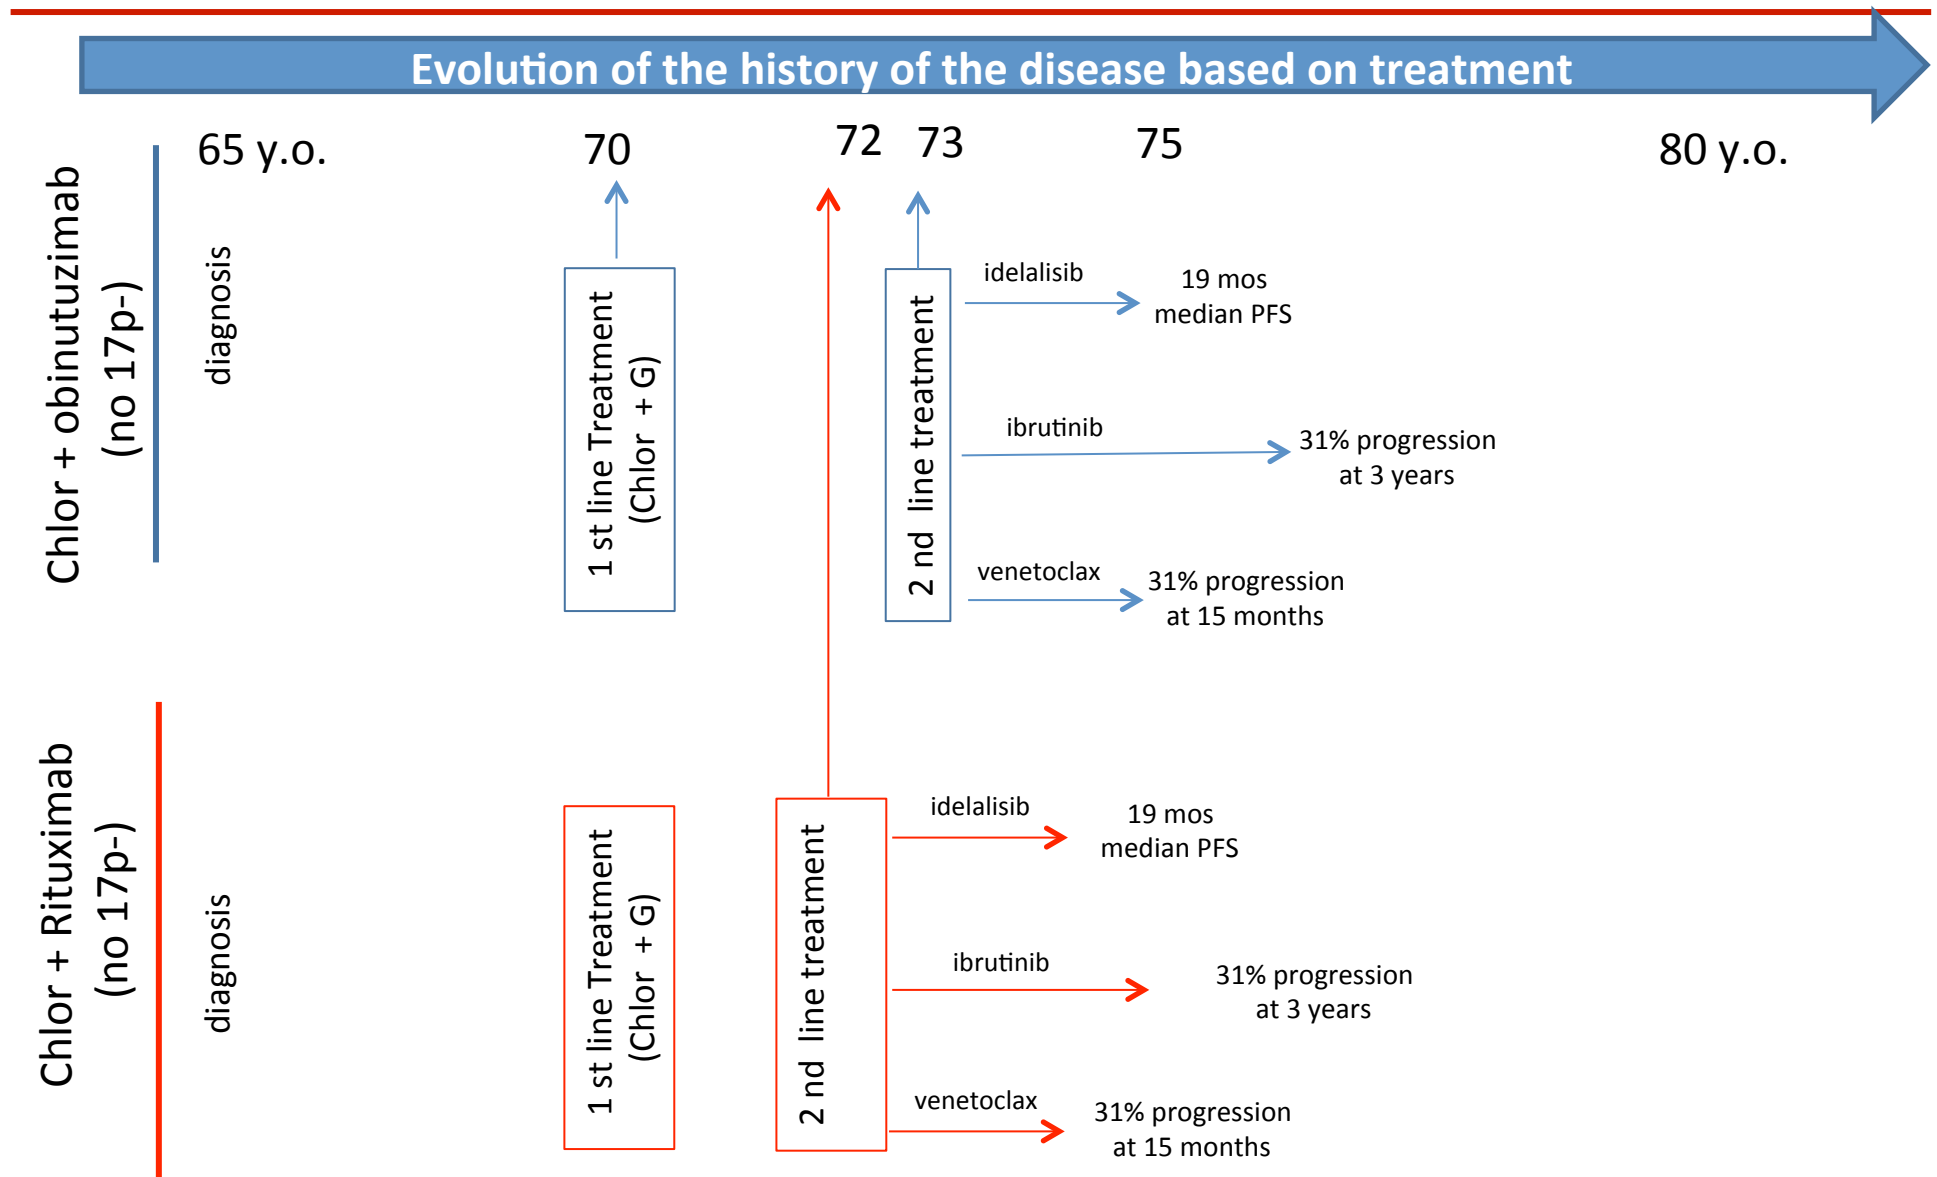 Evolution of the history of the disease based on treatment
65 y.o.
70
72
73
75
80 y.o.
Chlor + obinutuzimab
(no 17p-)
diagnosis
1 st line Treatment
(Chlor + G)
2 nd line treatment
idelalisib
19 mos
median PFS
ibrutinib
31% progression
at 3 years
venetoclax
31% progression
at 15 months
Chlor + Rituximab
(no 17p-)
diagnosis
1 st line Treatment
(Chlor + G)
2 nd line treatment
idelalisib
19 mos
median PFS
ibrutinib
31% progression
at 3 years
venetoclax
31% progression
at 15 months